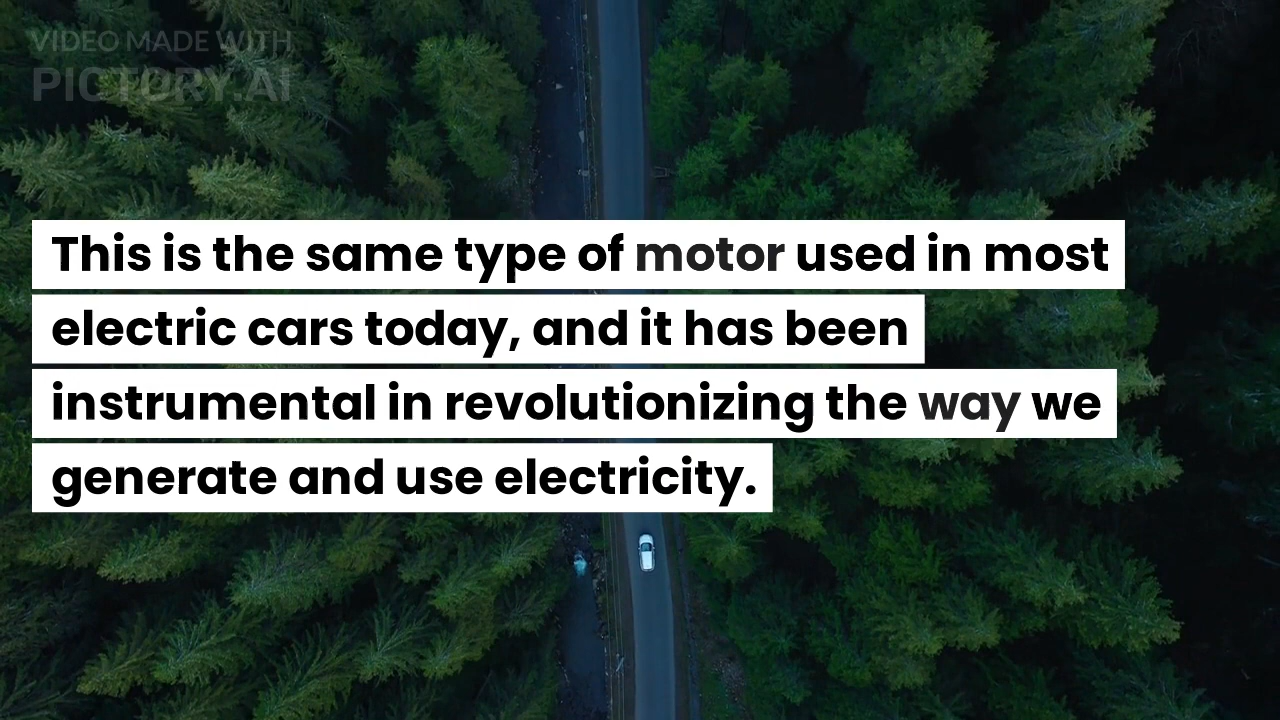 VIDEO MADE WITH
PICTORY.AI
This is the same type of motor used in most
electric cars today, and it has been
instrumental in revolutionizing the way we
generate and use electricity.